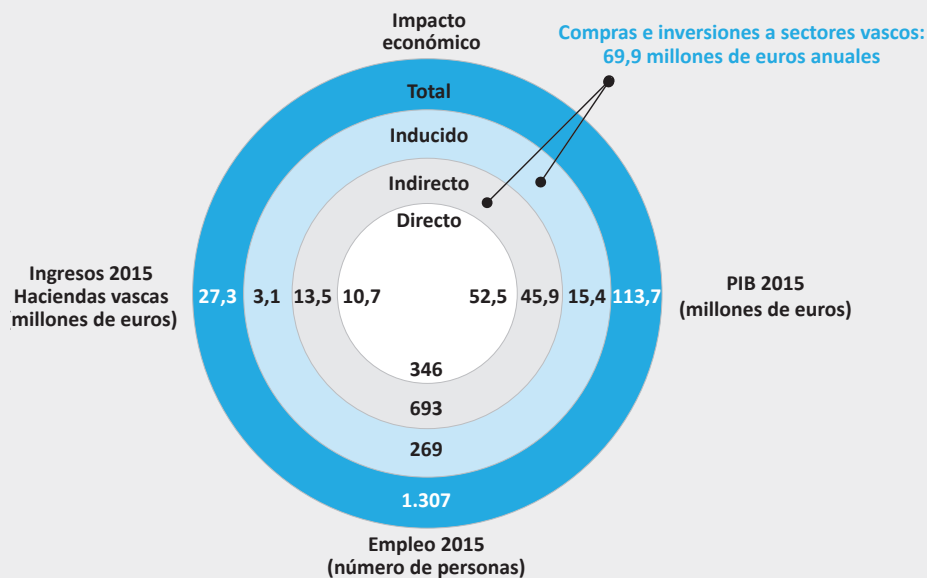 Impacto
económico
Compras e inversiones a sectores vascos:
69,9 millones de euros anuales
Total
Inducido
Indirecto
Directo
Ingresos 2015
Haciendas vascas
millones de euros)
27,3 3,1 13,5 10,7 52,5 45,9 15,4 113,7
PIB 2015
(millones de euros)
346
693
269
1.307
Empleo 2015
(número de personas)